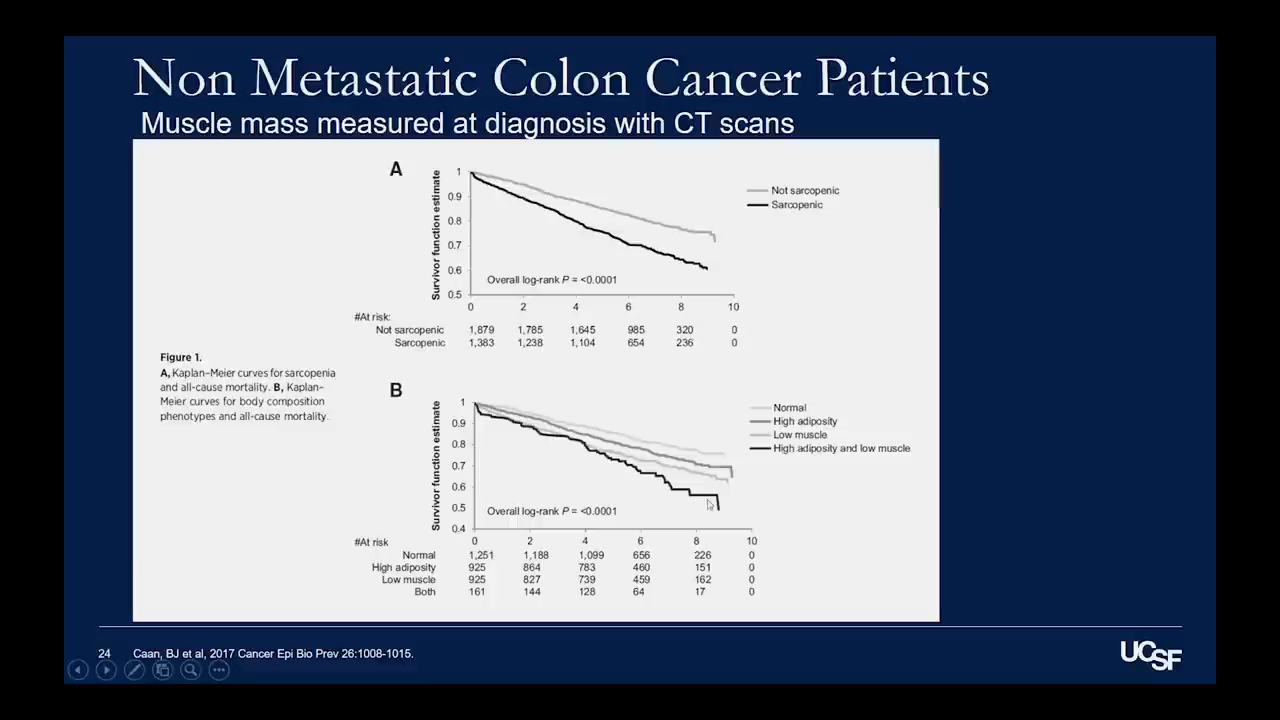 Non Metastatic Colon Cancer Patients
Muscle mass measured at diagnosis with CT scans
A
Survivor function estimate
1
0.9
0.8
0.7
0.6
0.5
Overall log-rank P = <0.0001
0 2 4 6 8 10
Not sarcopenic
Sarcopenic
#At risk:
Not sarcopenic 1,879 1,785 1,645 985 320 0
Sarcopenic 1,383 1,238 1,104 654 236 0
Figure 1.
A, Kaplan–Meier curves for sarcopenia
and all-cause mortality. B, Kaplan–
Meier curves for body composition
phenotypes and all-cause mortality.
B
Survivor function estimate
1
0.9
0.8
0.7
0.6
0.5
0.4
Overall log-rank P = <0.0001
0 2 4 6 8 10
Normal
High adiposity
Low muscle
High adiposity and low muscle
#At risk
Normal 1,251 1,188 1,099 656 226 0
High adiposity 925 864 783 460 151 0
Low muscle 925 827 739 459 162 0
Both 161 144 128 64 17 0
24 Caan, BJ et al, 2017 Cancer Epi Bio Prev 26:1008-1015.
UCSF